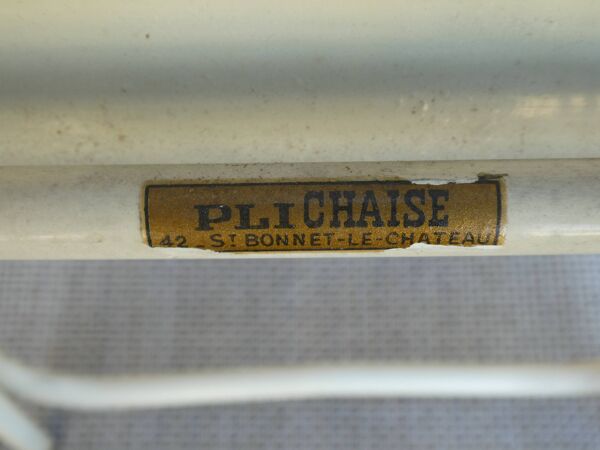 PLICHAISE
42 - ST BONNET-LE-CHATEAU